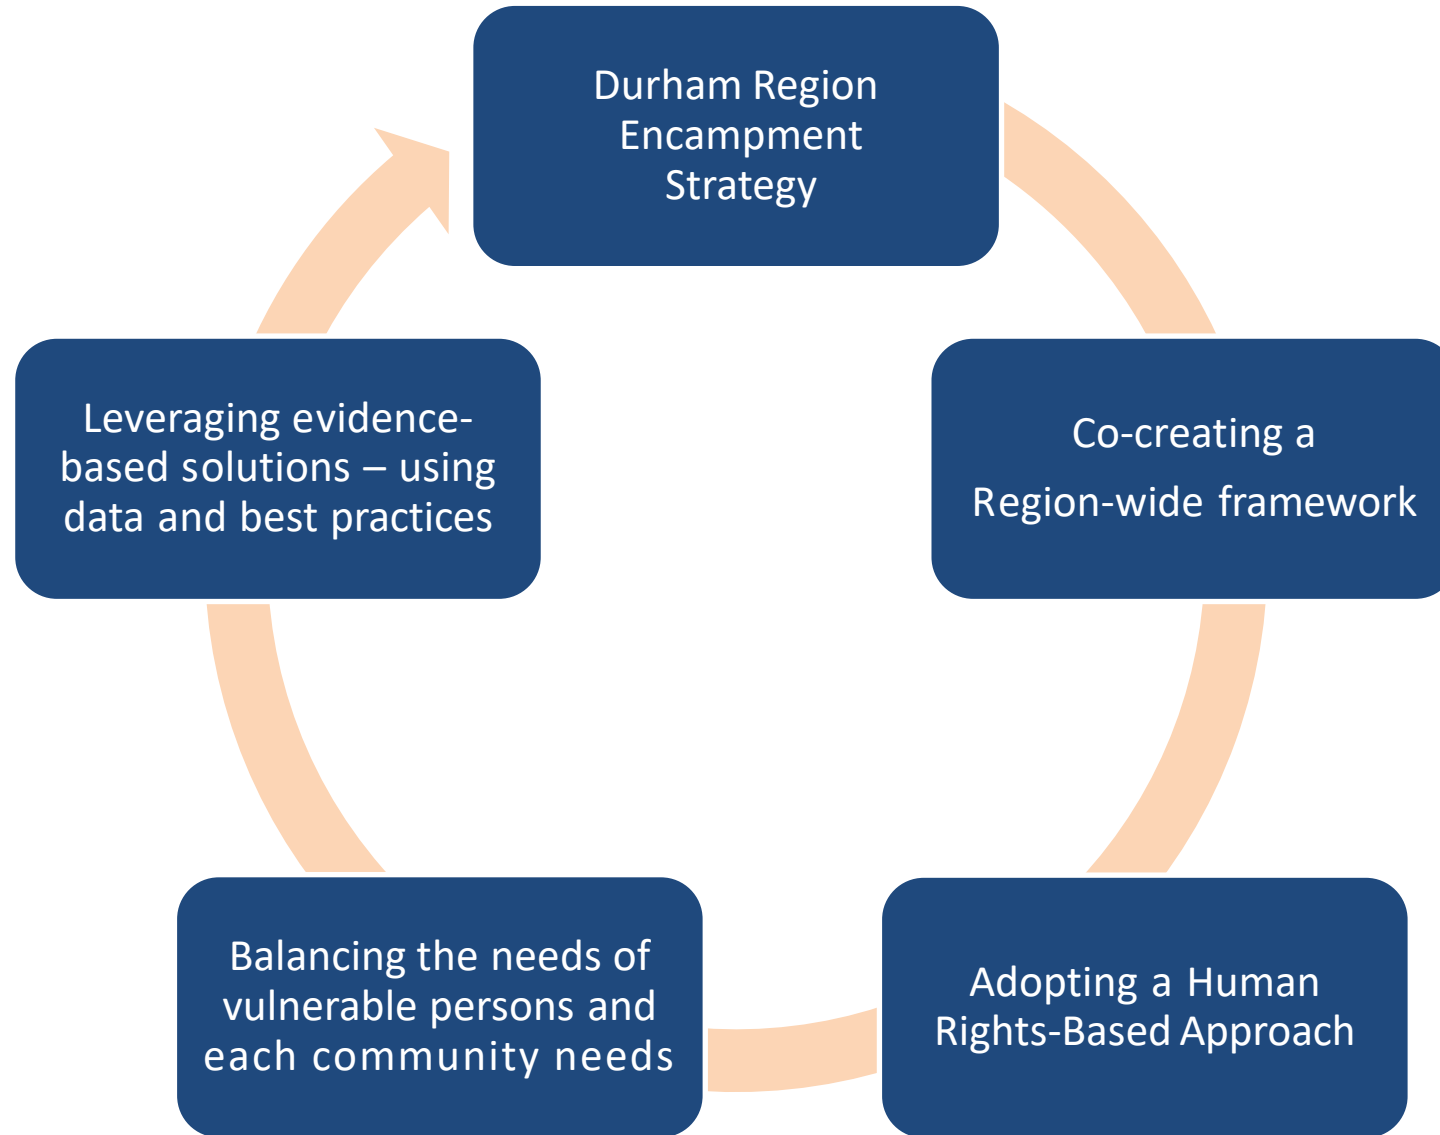 Durham Region
Encampment
Strategy
Co-creating a
Region-wide framework
Adopting a Human
Rights-Based Approach
Balancing the needs of
vulnerable persons and
each community needs
Leveraging evidence-
based solutions – using
data and best practices